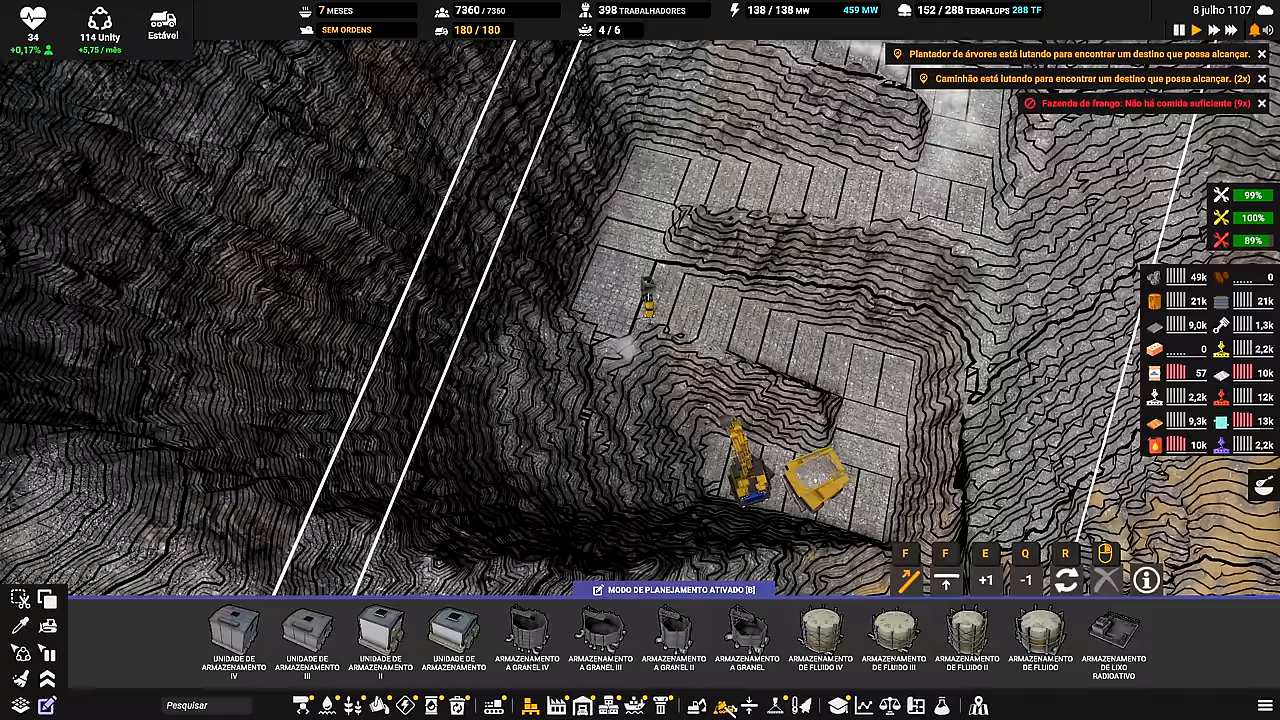 34
+0,17%
114 Unity
+5,75 / mês
Estável
7 MESES
SEM ORDENS
7360 / 7360
180 / 180
398 TRABALHADORES
4 / 6
138 / 138 MW 459 MW
152 / 288 TERAFLOPS 288 TF
8 julho 1107
Plantador de árvores está lutando para encontrar um destino que possa alcançar.
Caminhão está lutando para encontrar um destino que possa alcançar. (2x)
Fazenda de frango: Não há comida suficiente (9x)
99%
100%
89%
49k 0
21k 21k
9,0k 1,3k
0 2,2k
57 10k
2,2k 12k
9,3k 13k
10k 2,2k
F F E Q R
+1 -1
MODO DE PLANEJAMENTO ATIVADO [B]
UNIDADE DE ARMAZENAMENTO IV
UNIDADE DE ARMAZENAMENTO III
UNIDADE DE ARMAZENAMENTO II
UNIDADE DE ARMAZENAMENTO
ARMAZENAMENTO A GRANEL IV
ARMAZENAMENTO A GRANEL III
ARMAZENAMENTO A GRANEL II
ARMAZENAMENTO A GRANEL
ARMAZENAMENTO DE FLUIDO IV
ARMAZENAMENTO DE FLUIDO III
ARMAZENAMENTO DE FLUIDO II
ARMAZENAMENTO DE FLUIDO
ARMAZENAMENTO DE LIXO RADIOATIVO
Pesquisar